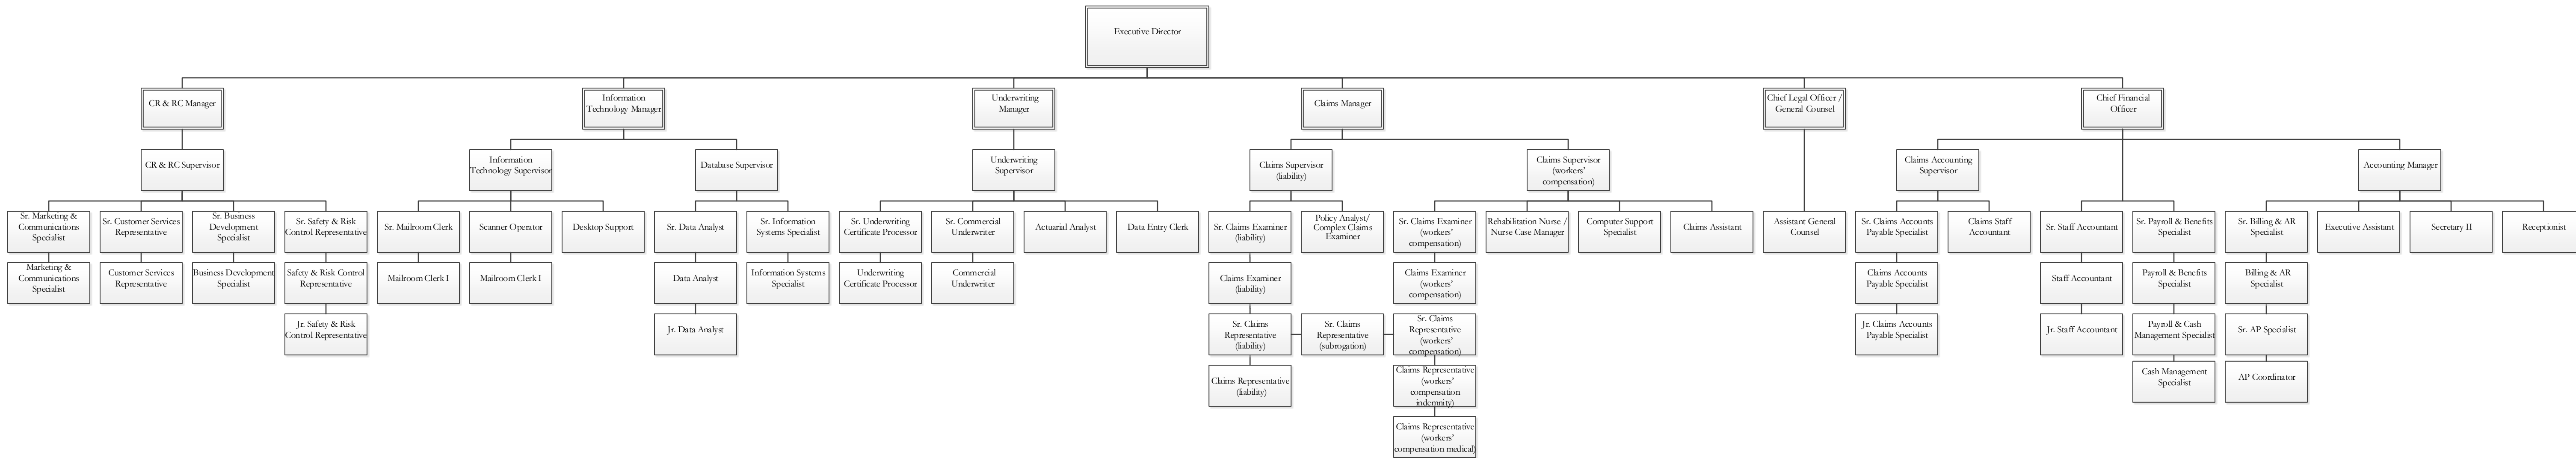 Executive Director
CR & RC Manager
Information
Technology Manager
Underwriting
Manager
Claims Manager
Chief Legal Officer /
General Counsel
Chief Financial
Officer
CR & RC Supervisor
Information
Technology Supervisor
Database Supervisor
Underwriting
Supervisor
Claims Supervisor
(liability)
Claims Supervisor
(workers'
compensation)
Claims Accounting
Supervisor
Accounting Manager
Sr. Marketing &
Communications
Specialist
Sr. Customer Services
Representative
Sr. Business
Development
Specialist
Sr. Safety & Risk
Control Representative
Sr. Mailroom Clerk
Scanner Operator
Desktop Support
Sr. Data Analyst
Sr. Information
Systems Specialist
Sr. Underwriting
Certificate Processor
Sr. Commercial
Underwriter
Actuarial Analyst
Data Entry Clerk
Sr. Claims Examiner
(liability)
Policy Analyst/
Complex Claims
Examiner
Sr. Claims Examiner
(workers'
compensation)
Rehabilitation Nurse /
Nurse Case Manager
Computer Support
Specialist
Claims Assistant
Assistant General
Counsel
Sr. Claims Accounts
Payable Specialist
Claims Staff
Accountant
Sr. Staff Accountant
Sr. Payroll & Benefits
Specialist
Sr. Billing & AR
Specialist
Executive Assistant
Secretary II
Receptionist
Marketing &
Communications
Specialist
Customer Services
Representative
Business Development
Specialist
Safety & Risk Control
Representative
Mailroom Clerk I
Mailroom Clerk I
Data Analyst
Information Systems
Specialist
Underwriting
Certificate Processor
Commercial
Underwriter
Claims Examiner
(liability)
Claims Examiner
(workers'
compensation)
Claims Accounts
Payable Specialist
Staff Accountant
Payroll & Benefits
Specialist
Billing & AR
Specialist
Jr. Safety & Risk
Control Representative
Jr. Data Analyst
Sr. Claims
Representative
(liability)
Sr. Claims
Representative
(subrogation)
Sr. Claims
Representative
(workers'
compensation)
Jr. Claims Accounts
Payable Specialist
Jr. Staff Accountant
Payroll & Cash
Management Specialist
Sr. AP Specialist
Claims Representative
(liability)
Claims Representative
(workers'
compensation
indemnity)
Cash Management
Specialist
AP Coordinator
Claims Representative
(workers'
compensation medical)